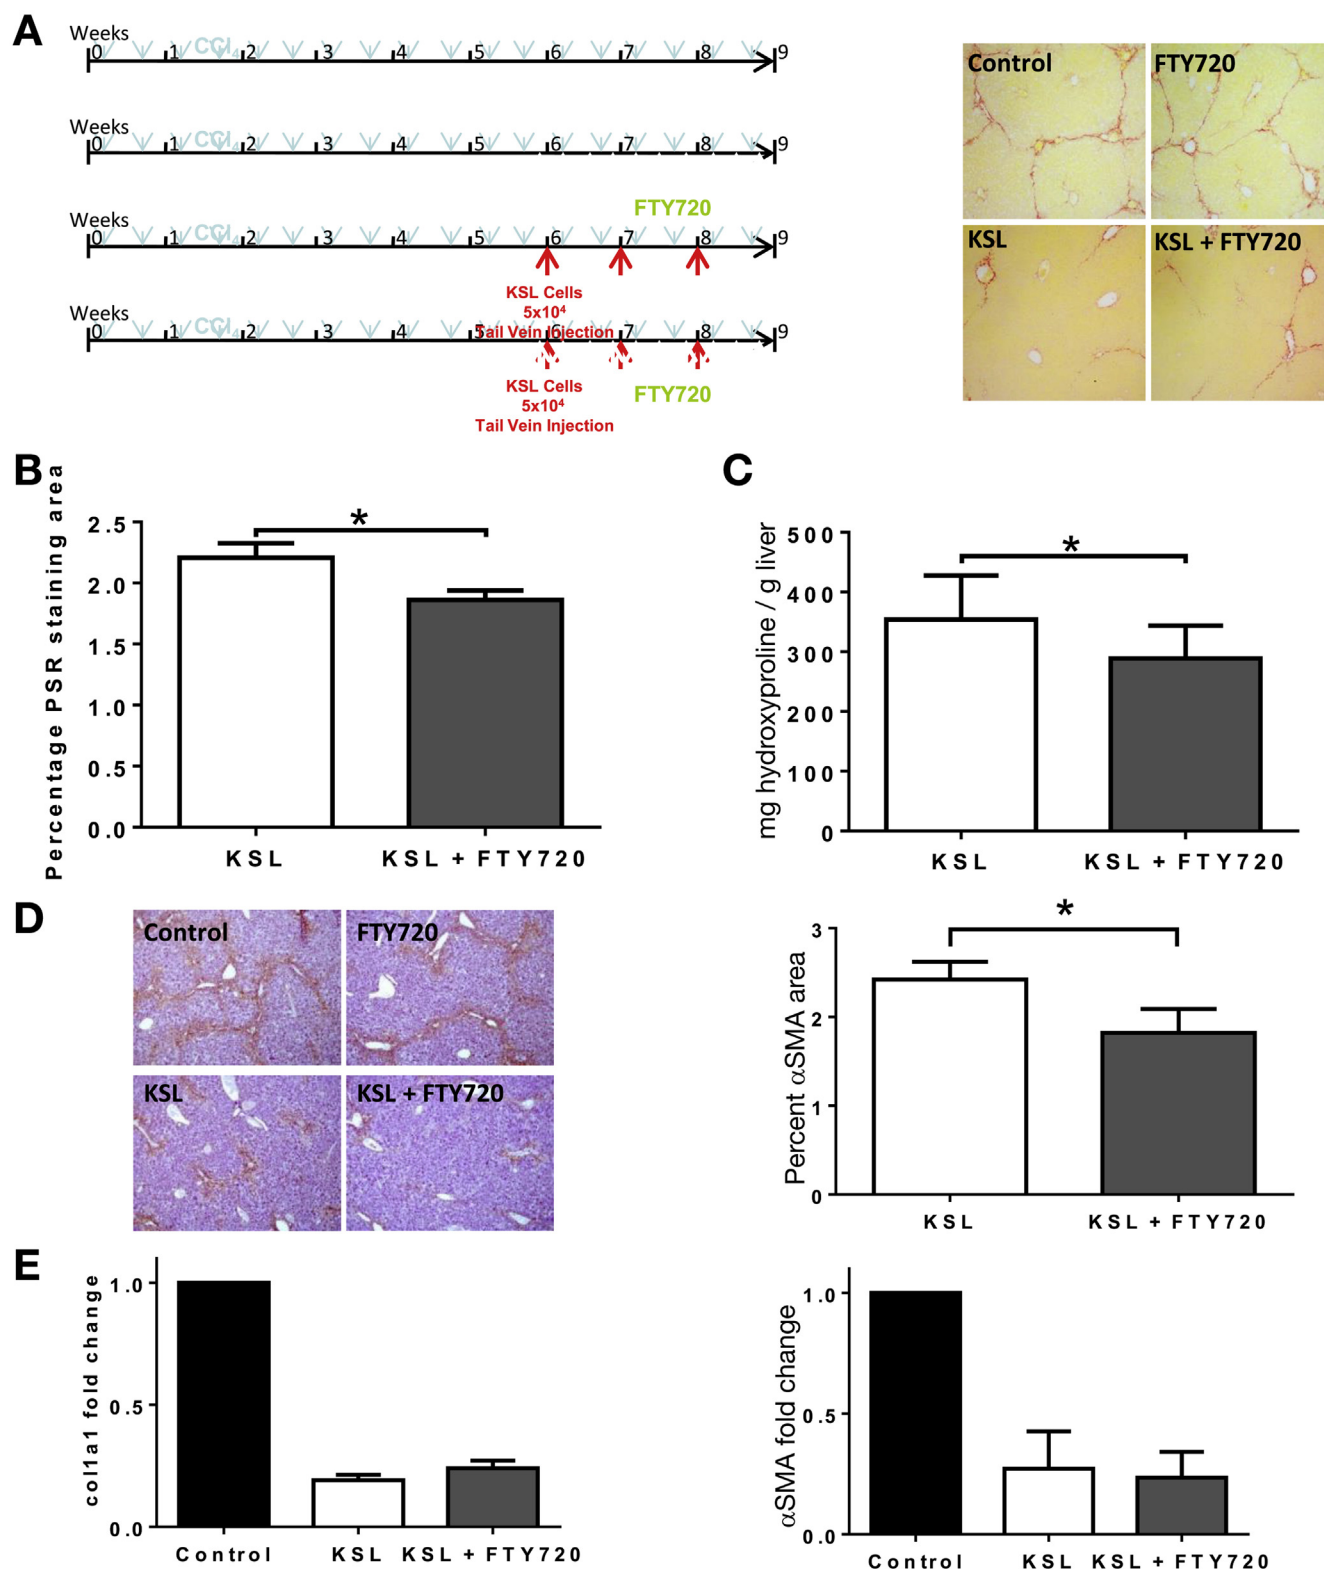 A
Weeks
0 1 CCl4 2 3 4 5 6 7 8 9
Weeks
0 1 CCl4 2 3 4 5 6 7 8 9
FTY720
Weeks
0 1 CCl4 2 3 4 5 6 7 8 9
KSL Cells
5x10⁴
Tail Vein Injection
Weeks
0 1 CCl4 2 3 4 5 6 7 8 9
KSL Cells
5x10⁴
Tail Vein Injection
FTY720
Control
FTY720
KSL
KSL + FTY720
B
Percentage PSR staining area
2.5
2.0
1.5
1.0
0.5
0.0
*
KSL
KSL + FTY720
C
mg hydroxyproline / g liver
500
400
300
200
100
0
*
KSL
KSL + FTY720
D
Control
FTY720
KSL
KSL + FTY720
Percent αSMA area
3
2
1
0
*
KSL
KSL + FTY720
E
col1a1 fold change
1.0
0.5
0.0
Control
KSL
KSL + FTY720
αSMA fold change
1.0
0.5
0.0
Control
KSL
KSL + FTY720